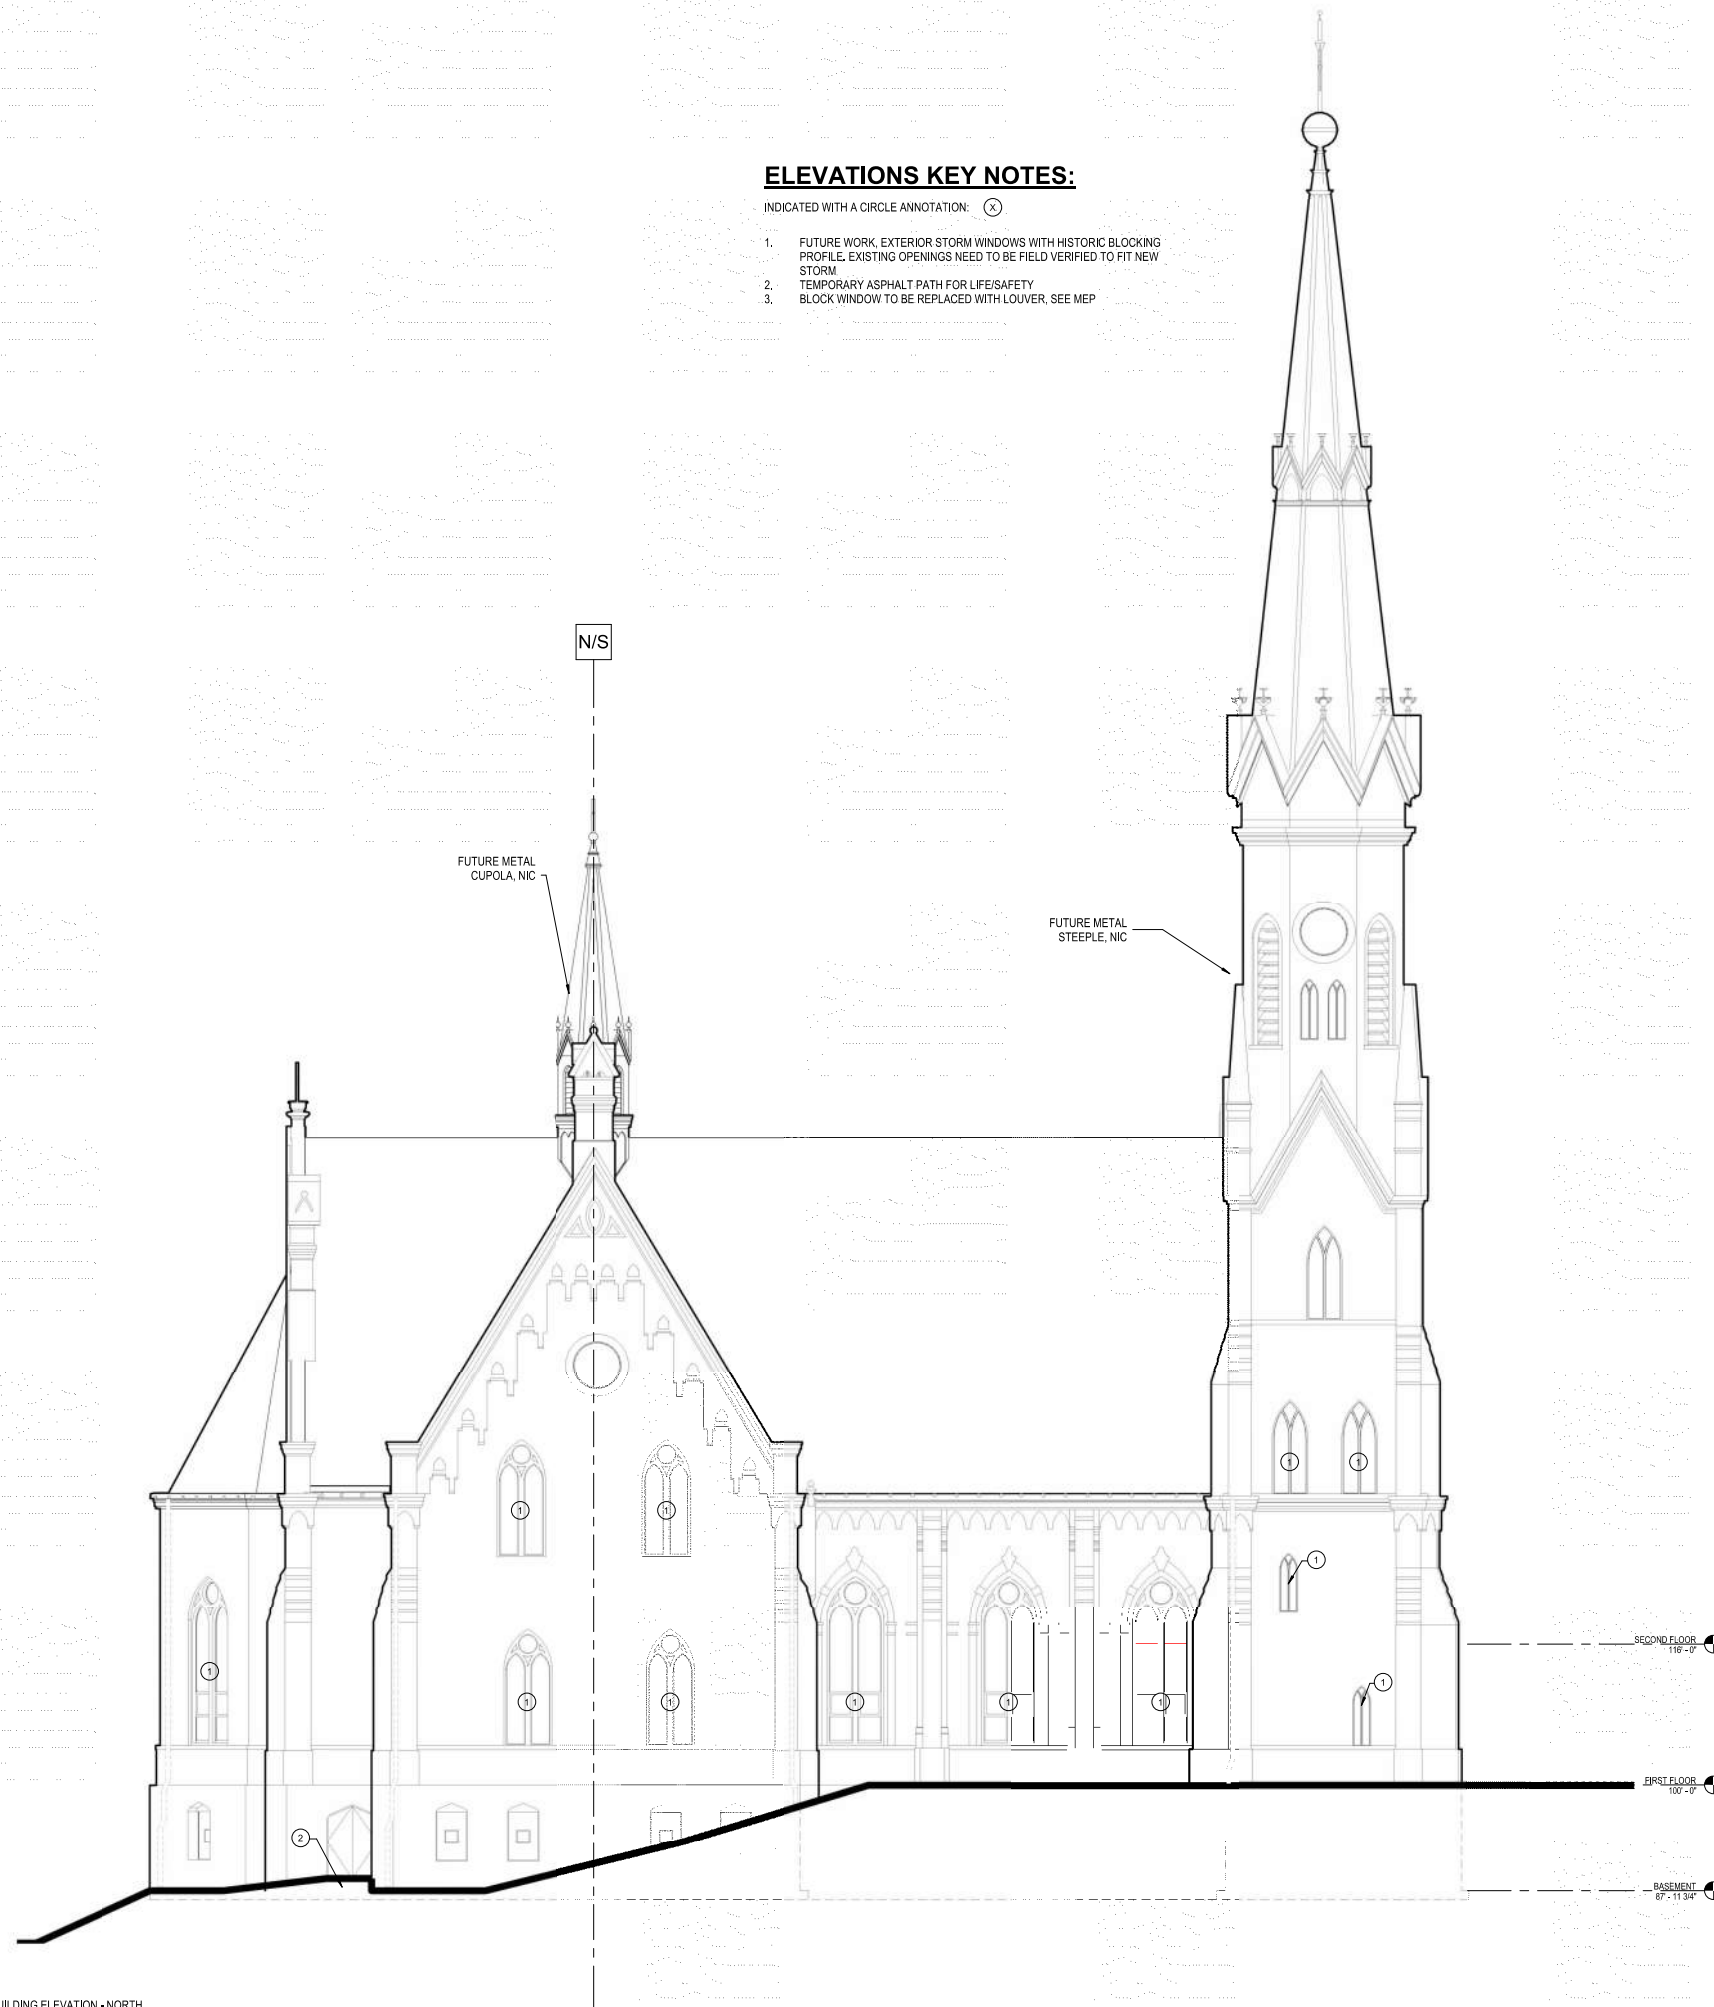 ELEVATIONS KEY NOTES:
INDICATED WITH A CIRCLE ANNOTATION: X
1. FUTURE WORK, EXTERIOR STORM WINDOWS WITH HISTORIC BLOCKING
PROFILE. EXISTING OPENINGS NEED TO BE FIELD VERIFIED TO FIT NEW
STORM
2. TEMPORARY ASPHALT PATH FOR LIFE/SAFETY
3. BLOCK WINDOW TO BE REPLACED WITH LOUVER, SEE MEP
N/S
FUTURE METAL
CUPOLA, NIC
FUTURE METAL
STEEPLE, NIC
1
1
1
1
1
1
SECOND FLOOR
116' - 0"
1
1
1
1
1
1
1
FIRST FLOOR
100' - 0"
2
BASEMENT
87' - 11 3/4"
ELEVATION - NORTH